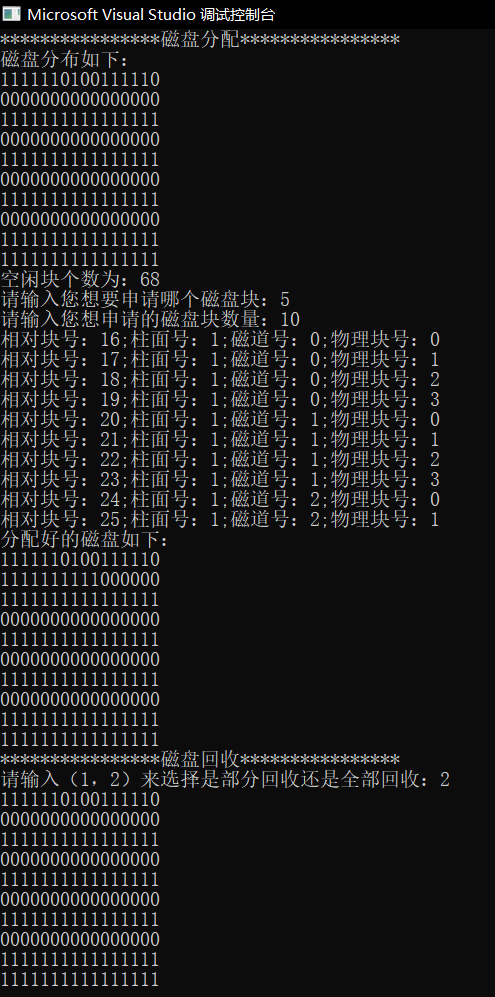 Microsoft Visual Studio 调试控制台
****************磁盘分配****************
磁盘分布如下:
1111110100111110
0000000000000000
1111111111111111
0000000000000000
1111111111111111
0000000000000000
1111111111111111
0000000000000000
1111111111111111
1111111111111111
空闲块个数为: 68
请输入您想要申请哪个磁盘块: 5
请输入您想申请的磁盘块数量: 10
相对块号: 16;柱面号: 1;磁道号: 0;物理块号: 0
相对块号: 17;柱面号: 1;磁道号: 0;物理块号: 1
相对块号: 18;柱面号: 1;磁道号: 0;物理块号: 2
相对块号: 19;柱面号: 1;磁道号: 0;物理块号: 3
相对块号: 20;柱面号: 1;磁道号: 1;物理块号: 0
相对块号: 21;柱面号: 1;磁道号: 1;物理块号: 1
相对块号: 22;柱面号: 1;磁道号: 1;物理块号: 2
相对块号: 23;柱面号: 1;磁道号: 1;物理块号: 3
相对块号: 24;柱面号: 1;磁道号: 2;物理块号: 0
相对块号: 25;柱面号: 1;磁道号: 2;物理块号: 1
分配好的磁盘如下:
1111110100111110
1111111111000000
1111111111111111
0000000000000000
1111111111111111
0000000000000000
1111111111111111
0000000000000000
1111111111111111
1111111111111111
****************磁盘回收****************
请输入（1，2）来选择是部分回收还是全部回收: 2
1111110100111110
0000000000000000
1111111111111111
0000000000000000
1111111111111111
0000000000000000
1111111111111111
0000000000000000
1111111111111111
1111111111111111